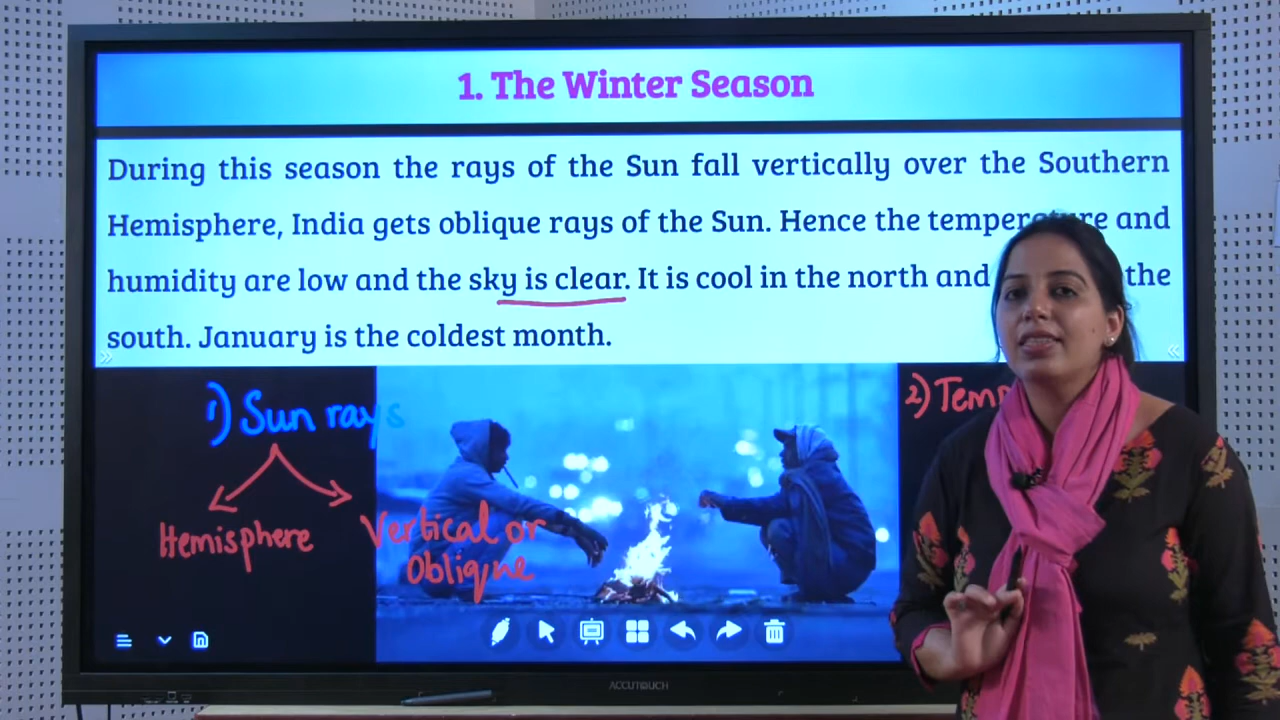 1. The Winter Season
During this season the rays of the Sun fall vertically over the Southern
Hemisphere, India gets oblique rays of the Sun. Hence the temperature and
humidity are low and the sky is clear. It is cool in the north and the
south. January is the coldest month.
1) Sun rays
Hemisphere
Vertical or
Oblique
2) Temp
ACCUTOUCH